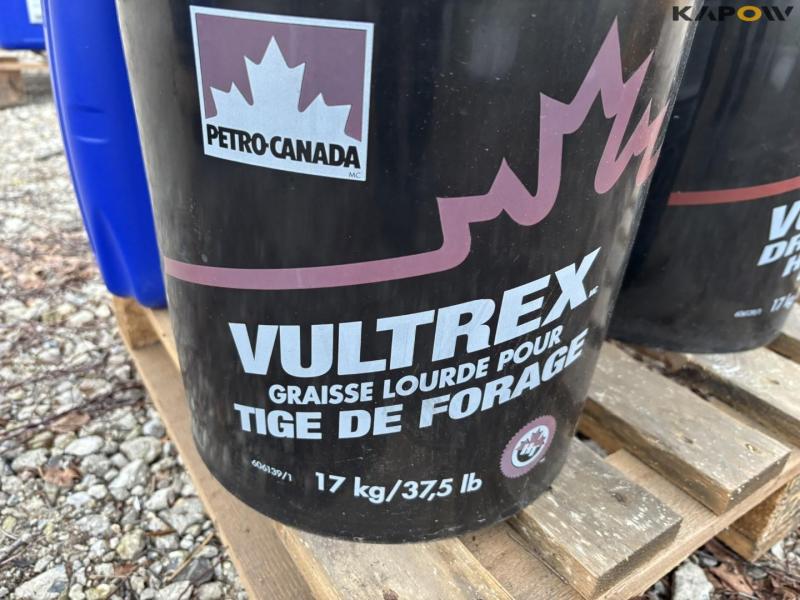 KAPOW
PETRO-CANADA
MC
VULTREX
MC
GRAISSE LOURDE POUR
TIGE DE FORAGE
HT
606139/1
17 kg/37,5 lb